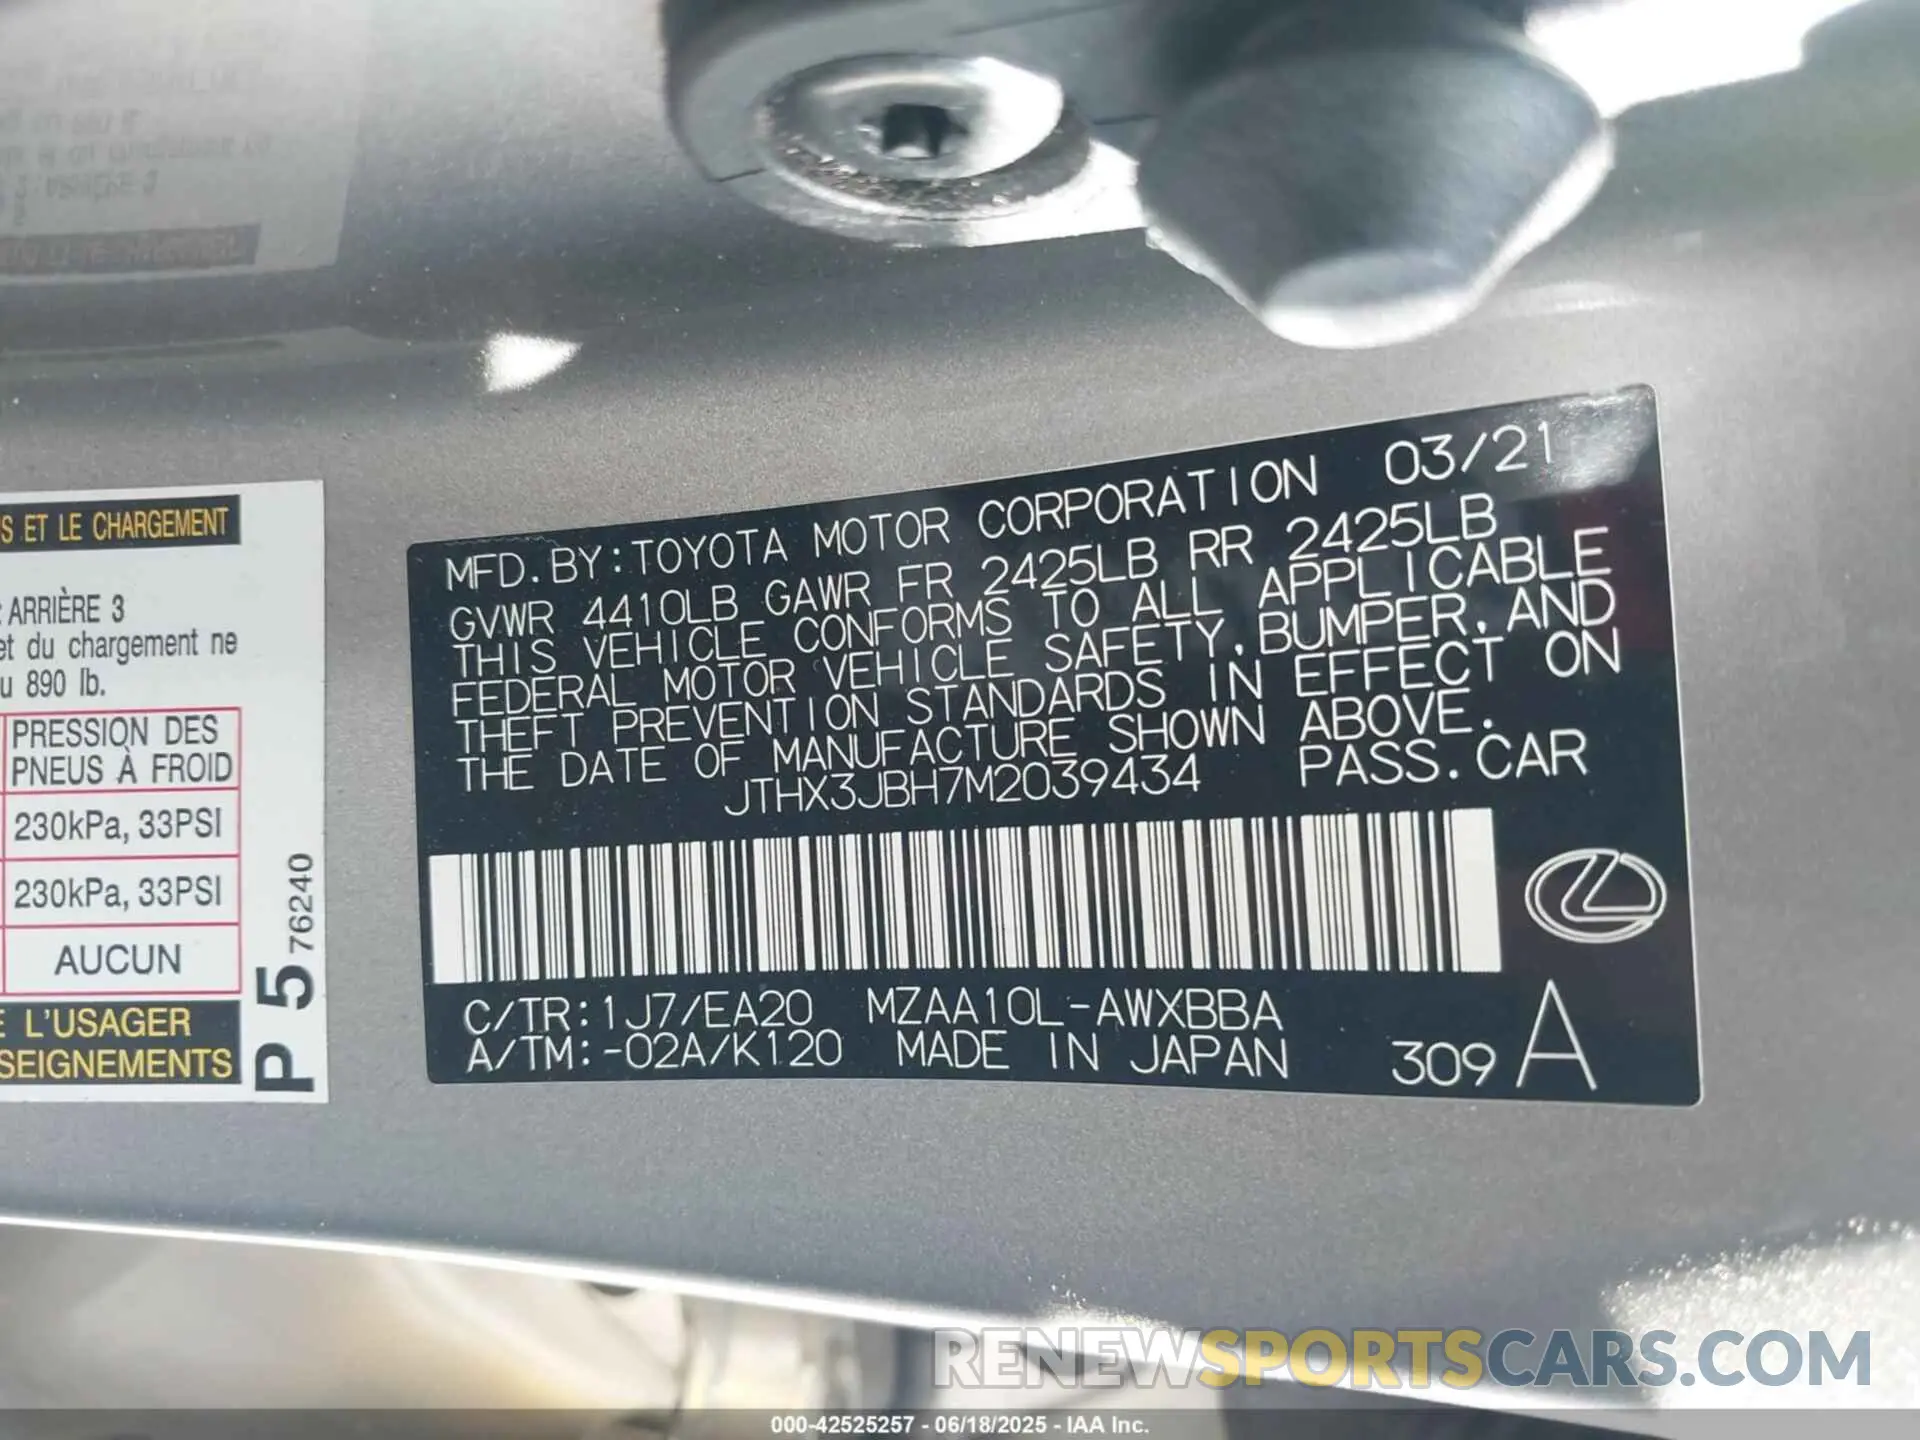 S ET LE CHARGEMENT
ARRIÈRE 3
et du chargement ne
u 890 lb.
PRESSION DES
PNEUS À FROID
230kPa, 33PSI
230kPa, 33PSI
AUCUN
E L'USAGER
SEIGNEMENTS
P 5 76240
MFD. BY: TOYOTA MOTOR CORPORATION 03/21
GVWR 4410LB GAWR FR 2425LB RR 2425LB
THIS VEHICLE CONFORMS TO ALL APPLICABLE
FEDERAL MOTOR VEHICLE SAFETY, BUMPER, AND
THEFT PREVENTION STANDARDS IN EFFECT ON
THE DATE OF MANUFACTURE SHOWN ABOVE.
JTHX3JBH7M2039434 PASS. CAR
C/TR: 1J7/EA20 MZAA10L-AWXBBA
A/TM: -02A/K120 MADE IN JAPAN 309 A
RENEWSPORTSCARS.COM
000-42525257 - 06/18/2025 - IAA Inc.